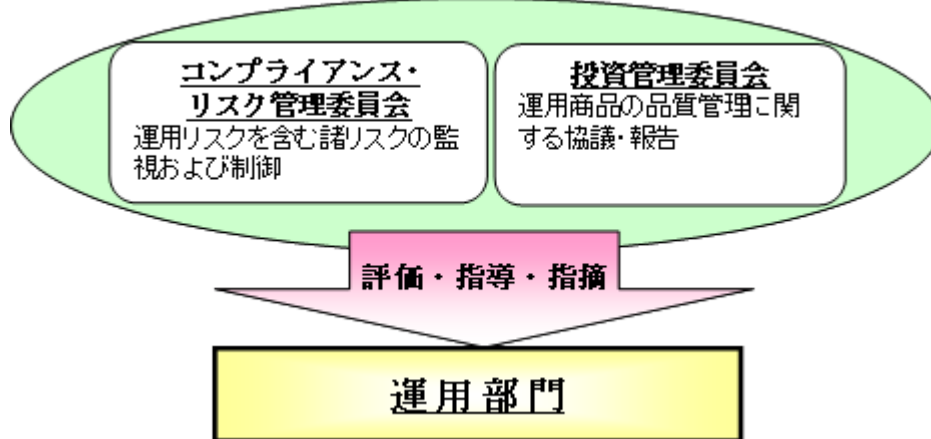 コンプライアンス・
リスク管理委員会
運用リスクを含む諸リスクの監
視および制御
投資管理委員会
運用商品の品質管理に関
する協議・報告
評価・指導・指摘
運用部門